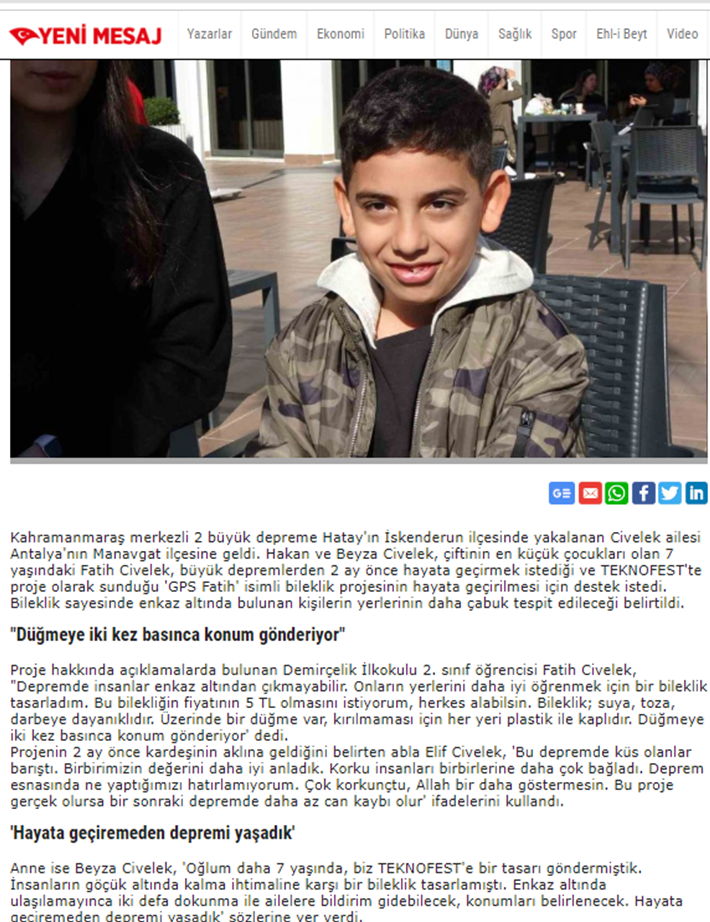 YENİ MESAJ
Yazarlar Gündem Ekonomi Politika Dünya Sağlık Spor Ehl-i Beyt Video
Kahramanmaraş merkezli 2 büyük depreme Hatay'ın İskenderun ilçesinde yakalanan Civelek ailesi
Antalya'nın Manavgat ilçesine geldi. Hakan ve Beyza Civelek, çiftinin en küçük çocukları olan 7
yaşındaki Fatih Civelek, büyük depremlerden 2 ay önce hayata geçirmek istediği ve TEKNOFEST'te
proje olarak sunduğu 'GPS Fatih' isimli bileklik projesinin hayata geçirilmesi için destek istedi.
Bileklik sayesinde enkaz altında bulunan kişilerin yerlerinin daha çabuk tespit edileceği belirtildi.
"Düğmeye iki kez basınca konum gönderiyor"
Proje hakkında açıklamalarda bulunan Demirçelik İlkokulu 2. sınıf öğrencisi Fatih Civelek,
"Depremde insanlar enkaz altından çıkmayabilir. Onların yerlerini daha iyi öğrenmek için bir bileklik
tasarladım. Bu bilekliğin fiyatının 5 TL olmasını istiyorum, herkes alabilsin. Bileklik; suya, toza,
darbeye dayanıklıdır. Üzerinde bir düğme var, kırılmaması için her yeri plastik ile kaplıdır. Düğmeye
iki kez basınca konum gönderiyor' dedi.
Projenin 2 ay önce kardeşinin aklına geldiğini belirten abla Elif Civelek, 'Bu depremde küs olanlar
barıştı. Birbirimizin değerini daha iyi anladık. Korku insanları birbirlerine daha çok bağladı. Deprem
esnasında ne yaptığımızı hatırlamıyorum. Çok korkunçtu, Allah bir daha göstermesin. Bu proje
gerçek olursa bir sonraki depremde daha az can kaybı olur' ifadelerini kullandı.
'Hayata geçiremeden depremi yaşadık'
Anne ise Beyza Civelek, 'Oğlum daha 7 yaşında, biz TEKNOFEST'e bir tasarı göndermiştik.
İnsanların göçük altında kalma ihtimaline karşı bir bileklik tasarlamıştı. Enkaz altında
ulaşılamayınca iki defa dokunma ile ailelere bildirim gidebilecek, konumları belirlenecek. Hayata
geçiremeden depremi yaşadık' sözlerine yer verdi.